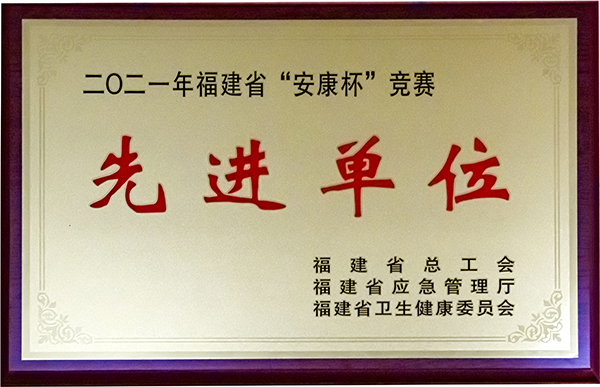 二〇二一年福建省“安康杯”竞赛
先进单位
福建省总工会
福建省应急管理厅
福建省卫生健康委员会